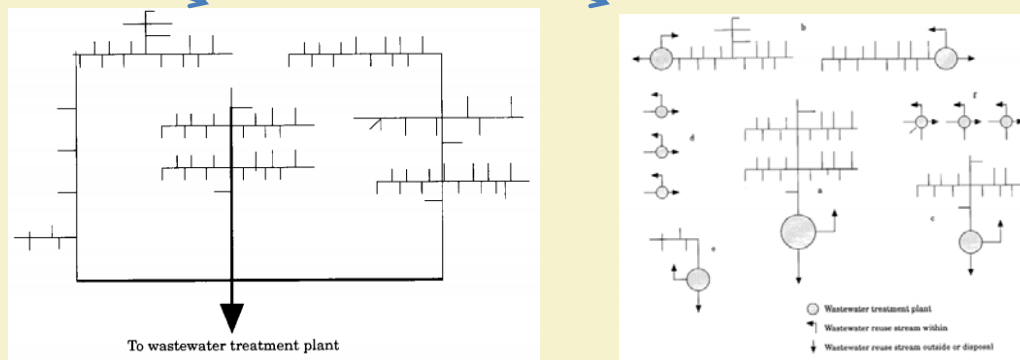 To wastewater treatment plant
b
f
d
a
c
e
Wastewater treatment plant
Wastewater reuse stream within
Wastewater reuse stream outside or disposal